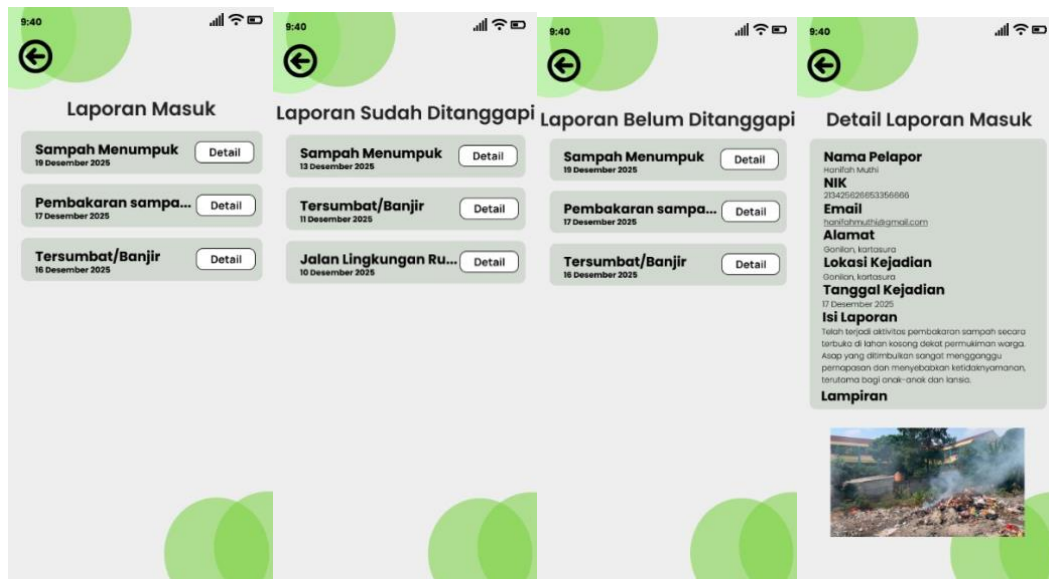 9:40
Laporan Masuk
Sampah Menumpuk
19 Desember 2025
Detail
Pembakaran sampa...
17 Desember 2025
Detail
Tersumbat/Banjir
16 Desember 2025
Detail
9:40
Laporan Sudah Ditanggapi
Sampah Menumpuk
13 Desember 2025
Detail
Tersumbat/Banjir
11 Desember 2025
Detail
Jalan Lingkungan Ru...
10 Desember 2025
Detail
9:40
Laporan Belum Ditanggapi
Sampah Menumpuk
19 Desember 2025
Detail
Pembakaran sampa...
17 Desember 2025
Detail
Tersumbat/Banjir
16 Desember 2025
Detail
9:40
Detail Laporan Masuk
Nama Pelapor
Hanifah Muthi
NIK
Email
hanifahmuthi@gmail.com
Alamat
Gonilan, kartasura
Lokasi Kejadian
Gonilan, kartasura
Tanggal Kejadian
17 Desember 2025
Isi Laporan
Telah terjadi aktivitas pembakaran sampah secara
terbuka di lahan kosong dekat permukiman warga.
Asap yang ditimbulkan sangat mengganggu
pernapasan dan menyebabkan ketidaknyamanan,
terutama bagi anak-anak dan lansia.
Lampiran